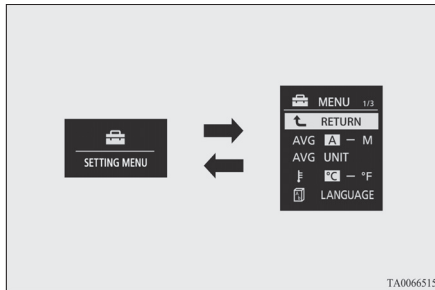 SETTING MENU
MENU 1/3
RETURN
AVG A – M
AVG UNIT
°C – °F
LANGUAGE
TA0066515